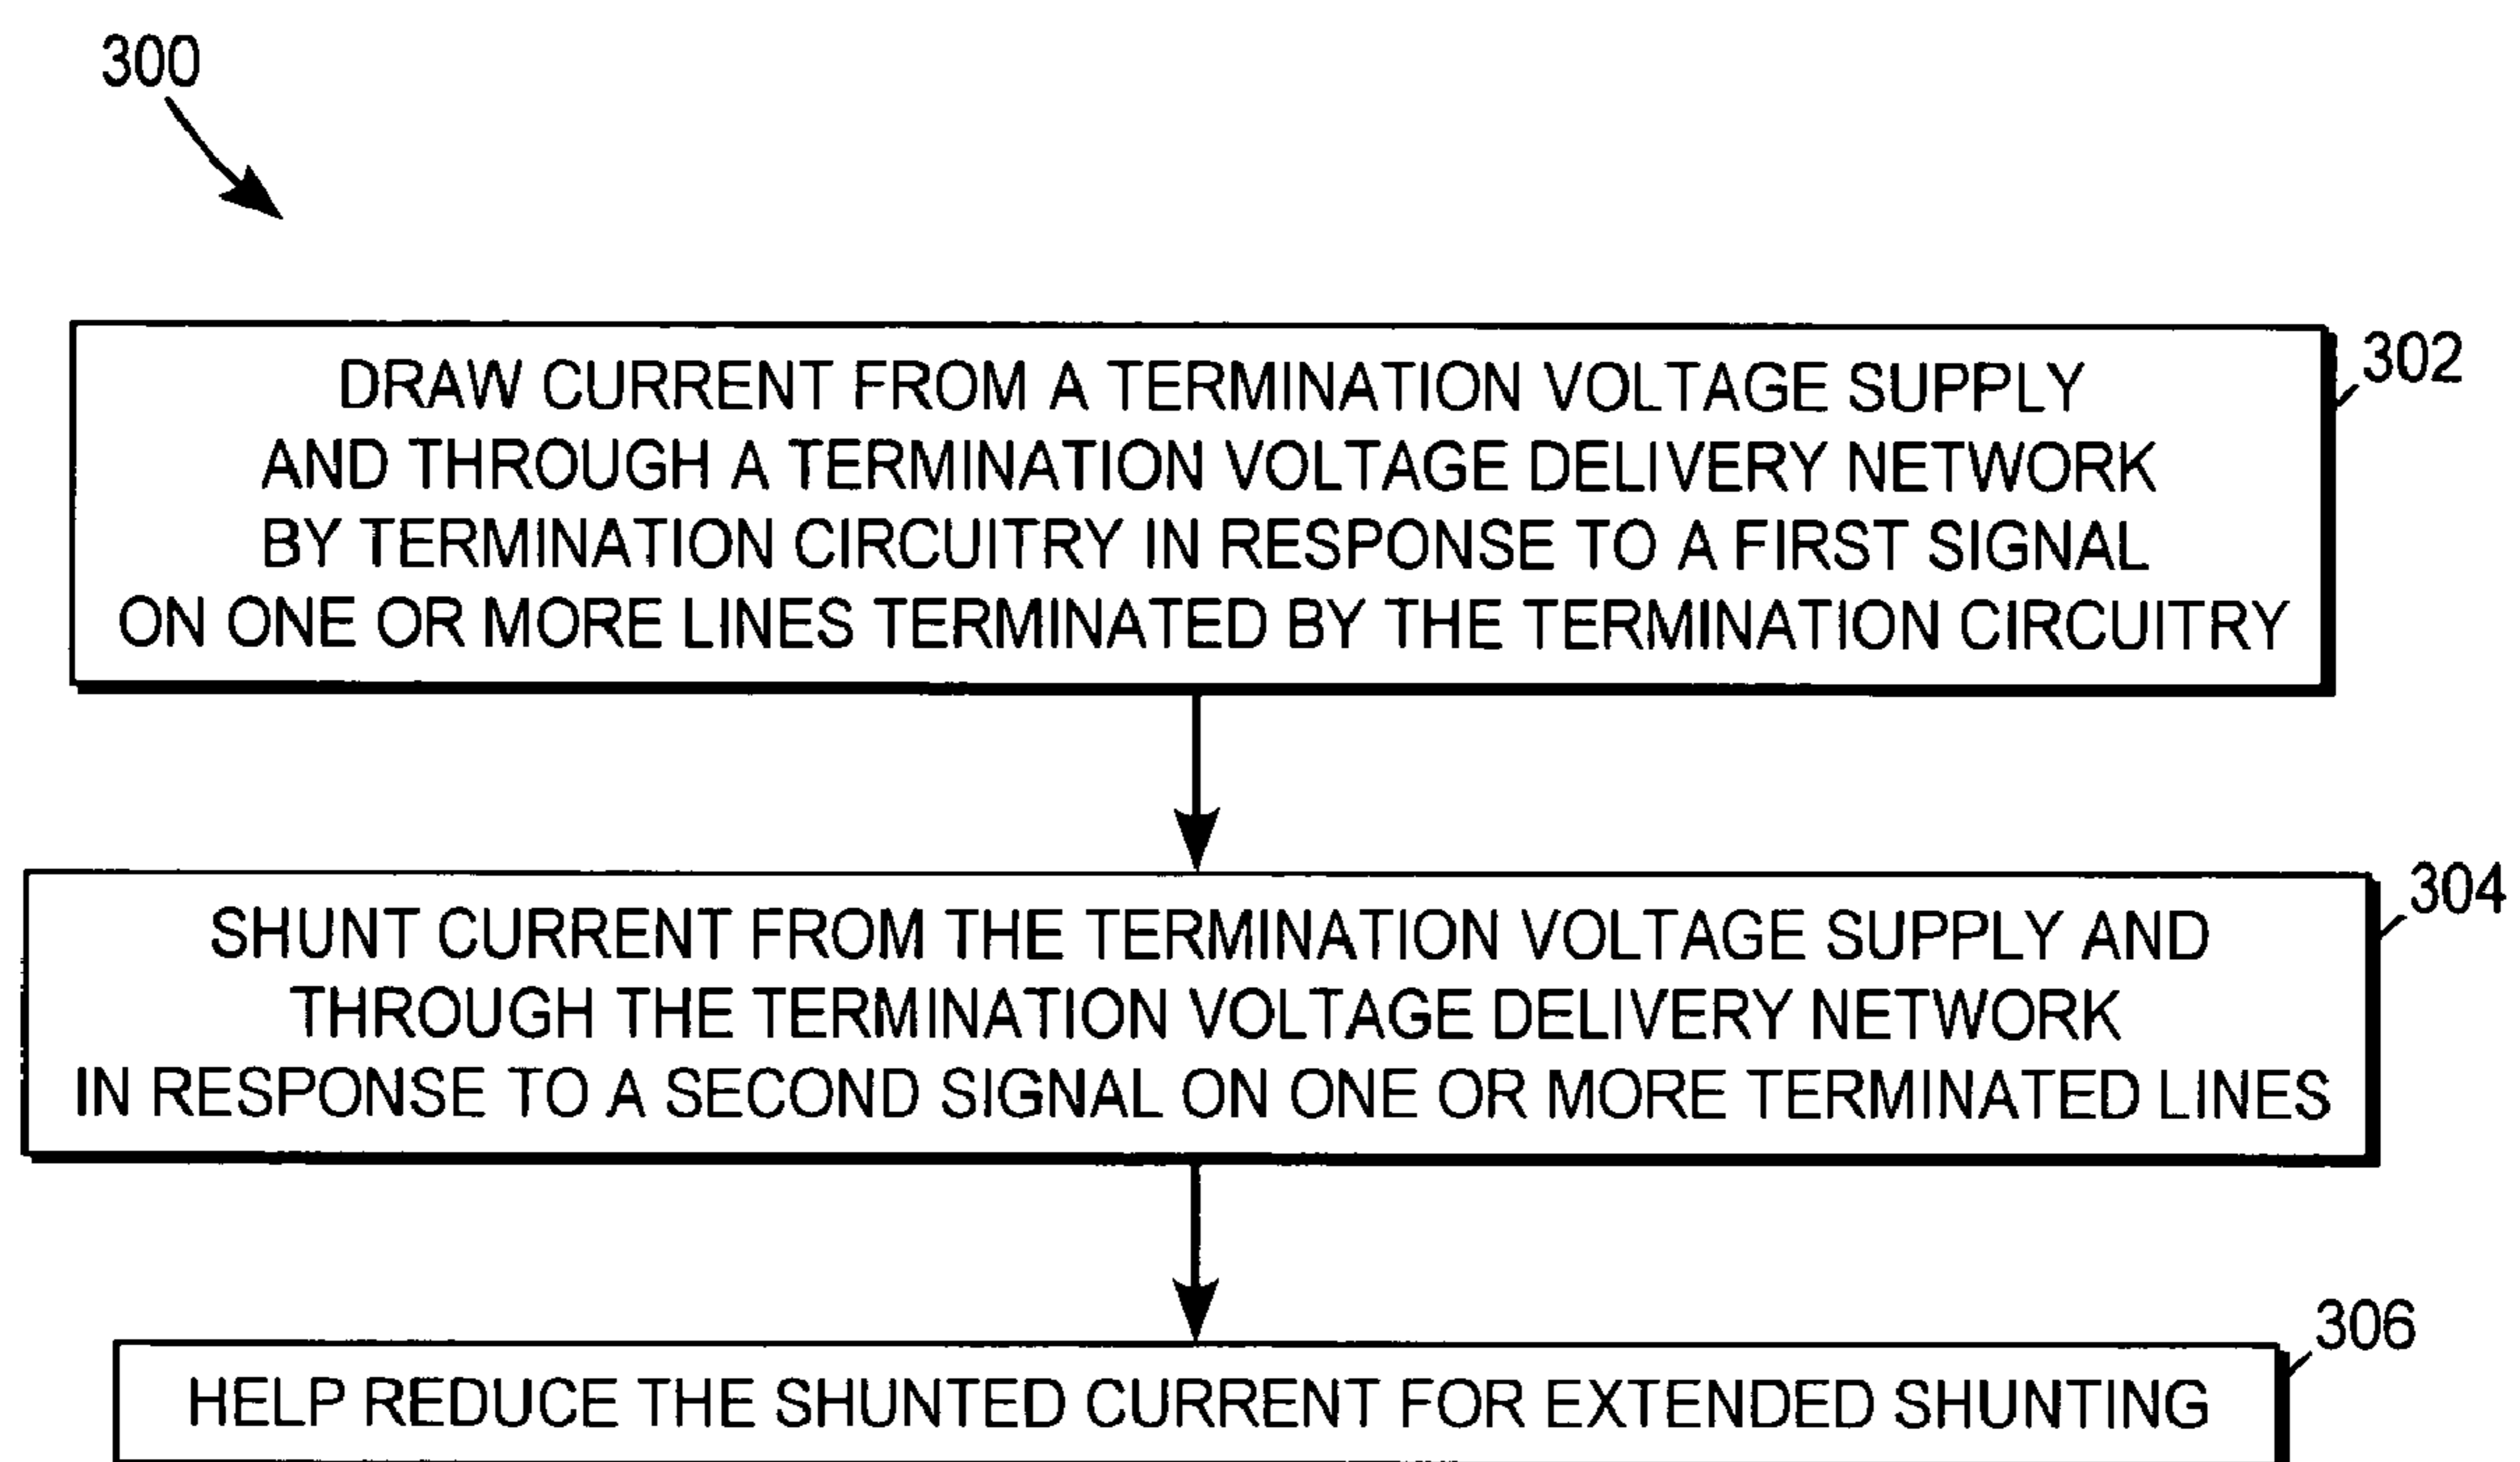 300
302
DRAW CURRENT FROM A TERMINATION VOLTAGE SUPPLY
AND THROUGH A TERMINATION VOLTAGE DELIVERY NETWORK
BY TERMINATION CIRCUITRY IN RESPONSE TO A FIRST SIGNAL
ON ONE OR MORE LINES TERMINATED BY THE TERMINATION CIRCUITRY
304
SHUNT CURRENT FROM THE TERMINATION VOLTAGE SUPPLY AND
THROUGH THE TERMINATION VOLTAGE DELIVERY NETWORK
IN RESPONSE TO A SECOND SIGNAL ON ONE OR MORE TERMINATED LINES
306
HELP REDUCE THE SHUNTED CURRENT FOR EXTENDED SHUNTING